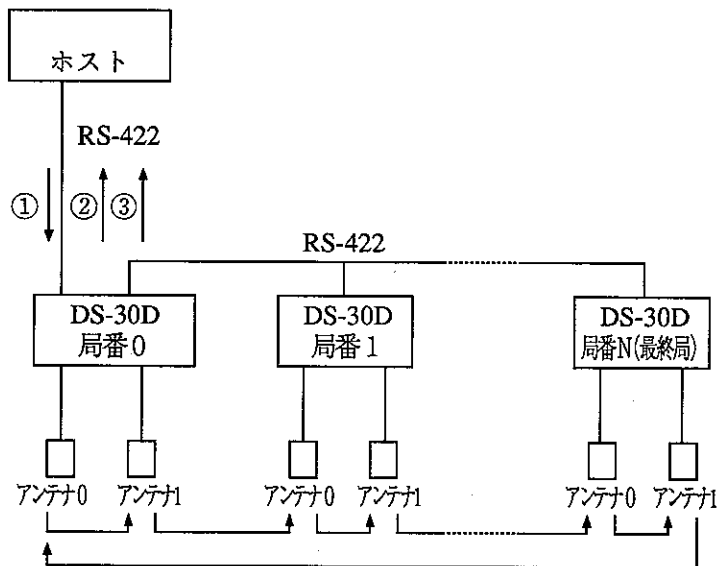 ホスト
RS-422
① ② ③
RS-422
DS-30D
局番0
DS-30D
局番1
DS-30D
局番N(最終局)
アンテナ0 アンテナ1
アンテナ0 アンテナ1
アンテナ0 アンテナ1